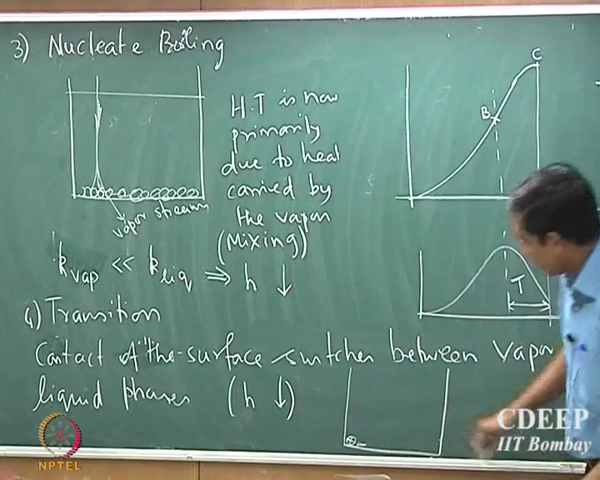 3) Nucleate Boiling
H.T is now
primarily
due to heat
carried by
the vapor
(Mixing)
vapor stream
k vap << k liq ⇒ h ↓
B
C
T
4) Transition
Contact of the surface switches between vapor
liquid phases (h ↓)
CDEEP
IIT Bombay
NPTEL